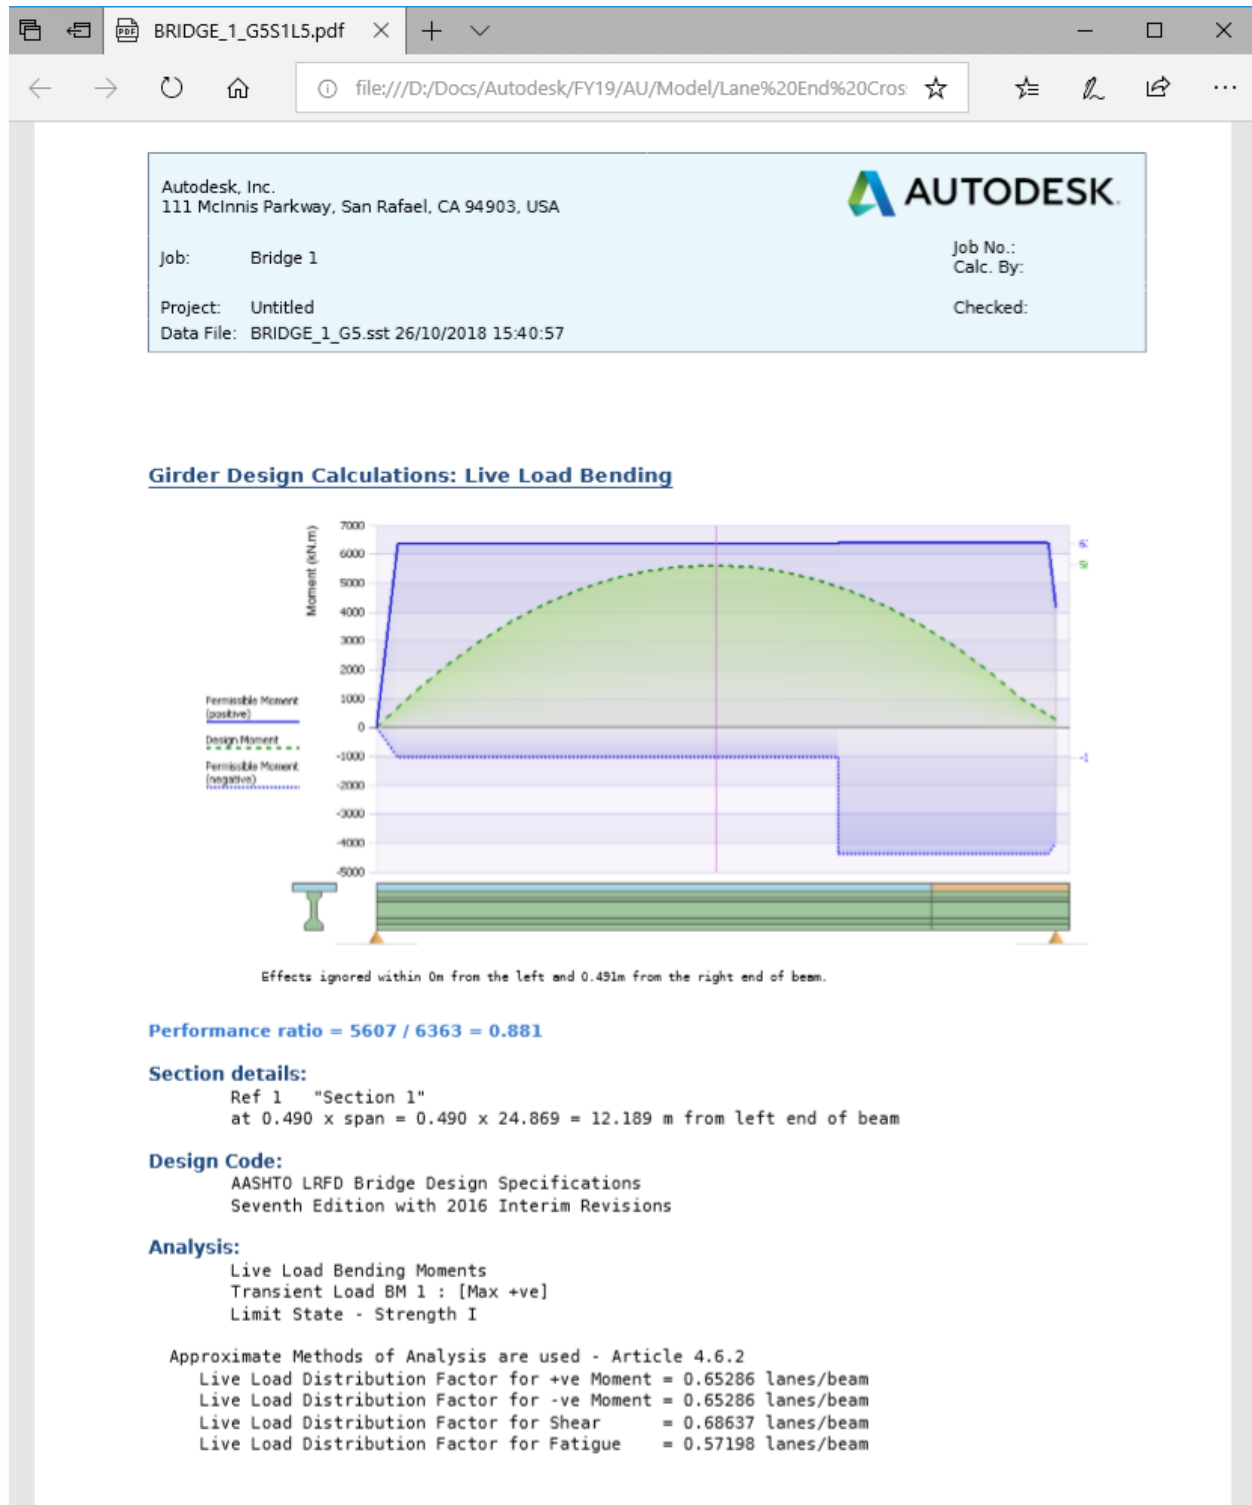 BRIDGE_1_G5S1L5.pdf
file:///D:/Docs/Autodesk/FY19/AU/Model/Lane%20End%20Cros
Autodesk, Inc.
111 McInnis Parkway, San Rafael, CA 94903, USA
AUTODESK.
Job: Bridge 1
Job No.:
Calc. By:
Project: Untitled
Checked:
Data File: BRIDGE_1_G5.sst 26/10/2018 15:40:57
Girder Design Calculations: Live Load Bending
Moment (kN.m)
7000
6000
5000
4000
3000
2000
1000
0
-1000
-2000
-3000
-4000
-5000
Permissible Moment
(positive)
Design Moment
Permissible Moment
(negative)
-1
Effects ignored within 0m from the left and 0.491m from the right end of beam.
Performance ratio = 5607 / 6363 = 0.881
Section details:
Ref 1 "Section 1"
at 0.490 x span = 0.490 x 24.869 = 12.189 m from left end of beam
Design Code:
AASHTO LRFD Bridge Design Specifications
Seventh Edition with 2016 Interim Revisions
Analysis:
Live Load Bending Moments
Transient Load BM 1 : [Max +ve]
Limit State - Strength I
Approximate Methods of Analysis are used - Article 4.6.2
Live Load Distribution Factor for +ve Moment = 0.65286 lanes/beam
Live Load Distribution Factor for -ve Moment = 0.65286 lanes/beam
Live Load Distribution Factor for Shear = 0.68637 lanes/beam
Live Load Distribution Factor for Fatigue = 0.57198 lanes/beam